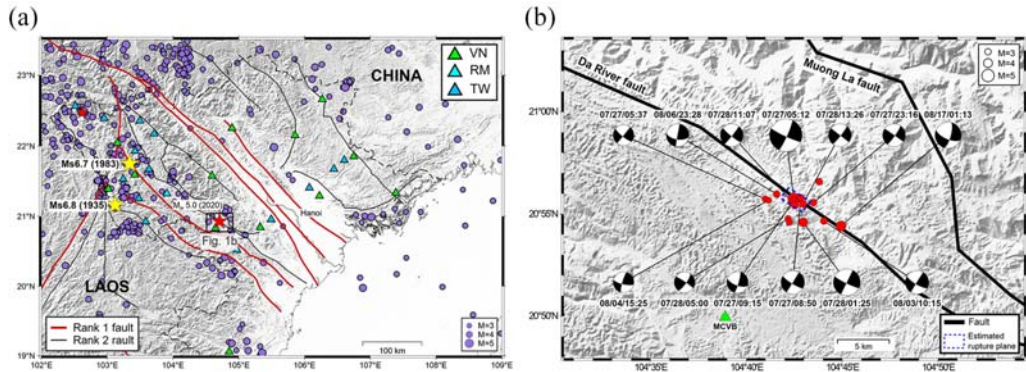 (a)
23°N
22°N
21°N
20°N
19°N
102°E
103°E
104°E
105°E
106°E
107°E
108°E
109°E
CHINA
VN
RM
TW
Ms6.7 (1983)
Ms6.8 (1935)
Mw 5.0 (2020)
Hanoi
Fig. 1b
LAOS
Rank 1 fault
Rank 2 rault
100 km
M=3
M=4
M=5
(b)
Da River fault
Muong La fault
M=3
M=4
M=5
21°00'N
20°55'N
20°50'N
07/27/05:37
08/06/23:28
07/28/11:07
07/27/05:12
07/28/13:26
07/27/23:16
08/17/01:13
08/04/15:25
07/28/05:00
07/27/09:15
07/27/08:50
07/28/01:25
08/03/10:15
MCVB
5 km
Fault
Estimated
rupture plane
104°35'E
104°40'E
104°45'E
104°50'E